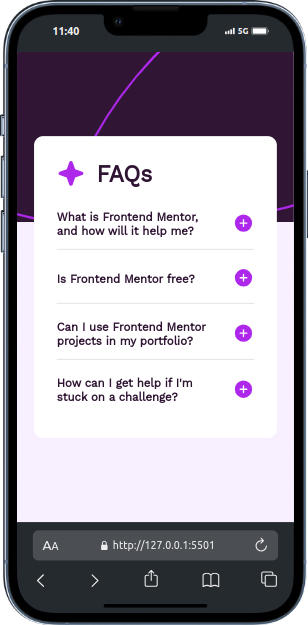 11:40
5G
FAQs
What is Frontend Mentor,
and how will it help me?
Is Frontend Mentor free?
Can I use Frontend Mentor
projects in my portfolio?
How can I get help if I'm
stuck on a challenge?
AA
http://127.0.0.1:5501